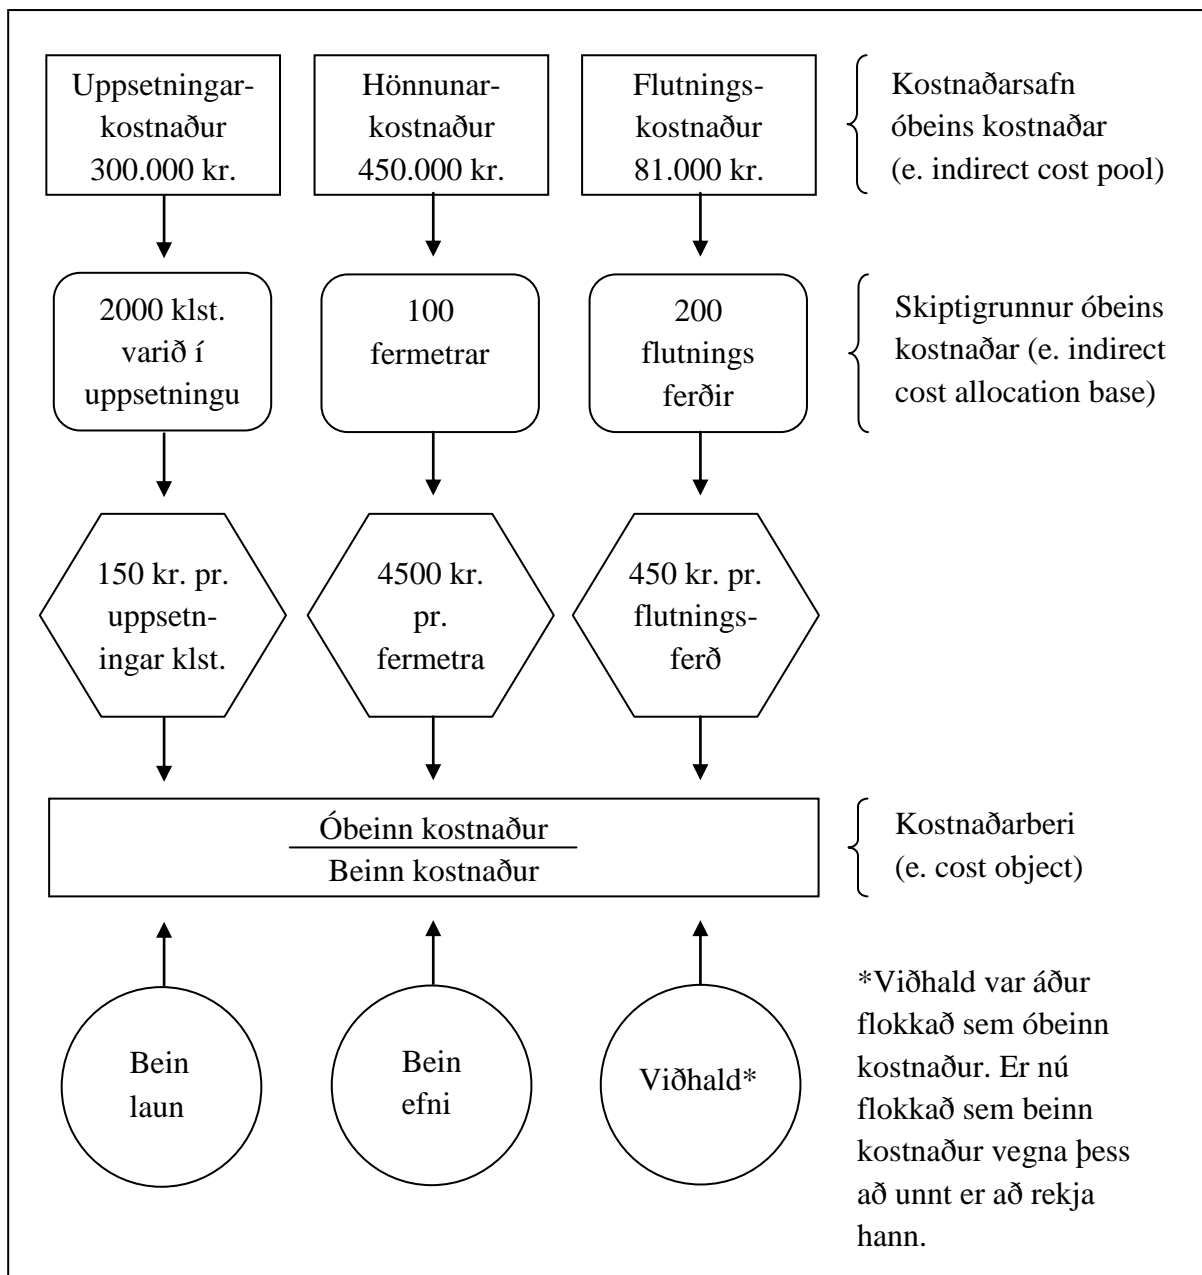 Uppsetningar-
kostnaður
300.000 kr.
Hönnunar-
kostnaður
450.000 kr.
Flutnings-
kostnaður
81.000 kr.
Kostnaðarsafn
óbeins kostnaðar
(e. indirect cost pool)
2000 klst.
varið í
uppsetningu
100
fermetrar
200
flutnings
ferðir
Skiptigrunnur óbeins
kostnaðar (e. indirect
cost allocation base)
150 kr. pr.
uppsetn-
ingar klst.
4500 kr.
pr.
fermetra
450 kr. pr.
flutnings-
ferð
Óbeinn kostnaður
Beinn kostnaður
Kostnaðarberi
(e. cost object)
Bein
laun
Bein
efni
Viðhald*
*Viðhald var áður
flokkað sem óbeinn
kostnaður. Er nú
flokkað sem beinn
kostnaður vegna þess
að unnt er að rekja
hann.